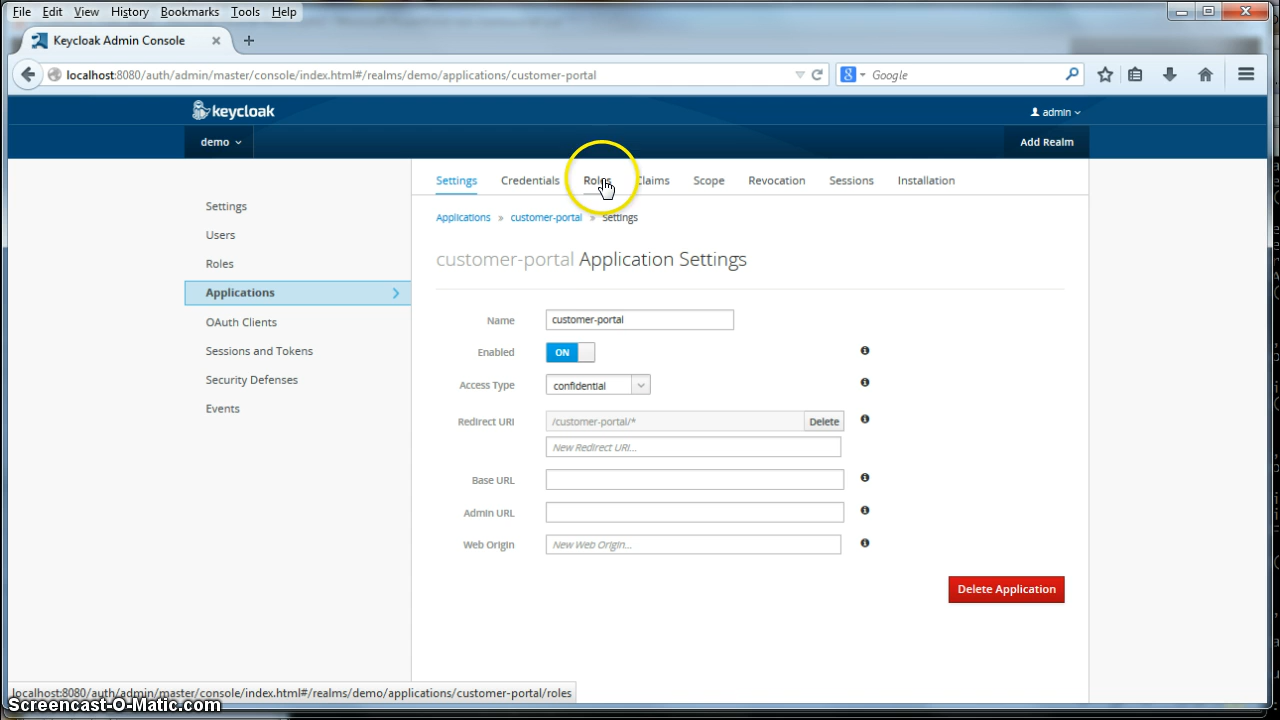 File Edit View History Bookmarks Tools Help
Keycloak Admin Console
localhost:8080/auth/admin/master/console/index.html#/realms/demo/applications/customer-portal
Google
keycloak
admin
demo
Add Realm
Settings Credentials Roles Claims Scope Revocation Sessions Installation
Settings
Users
Roles
Applications
OAuth Clients
Sessions and Tokens
Security Defenses
Events
Applications » customer-portal » Settings
customer-portal Application Settings
Name customer-portal
Enabled ON
Access Type confidential
Redirect URI /customer-portal/* Delete
New Redirect URI...
Base URL
Admin URL
Web Origin New Web Origin...
Delete Application
localhost:8080/auth/admin/master/console/index.html#/realms/demo/applications/customer-portal/roles
Screencast-O-Matic.com